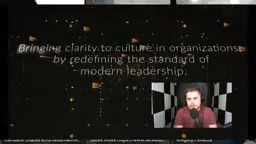 Bringing clarity to culture in organizations
by redefining the standard of
modern leadership.